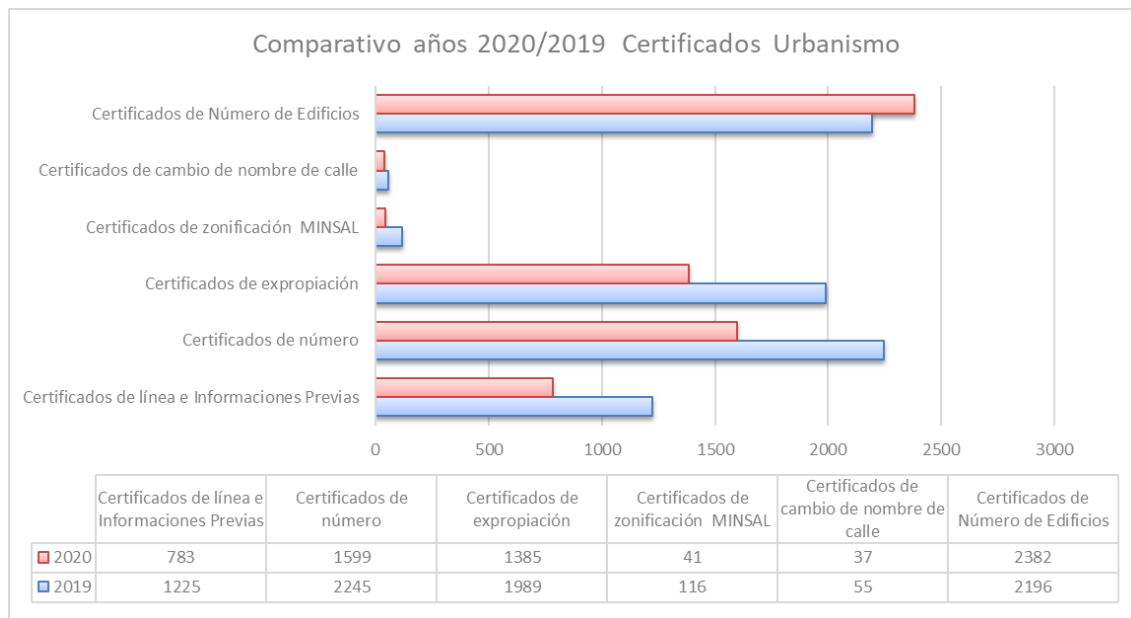 Comparativo años 2020/2019 Certificados Urbanismo
Certificados de Número de Edificios
Certificados de cambio de nombre de calle
Certificados de zonificación MINSAL
Certificados de expropiación
Certificados de número
Certificados de línea e Informaciones Previas
0 500 1000 1500 2000 2500 3000
Certificados de línea e
Informaciones Previas
Certificados de
número
Certificados de
expropiación
Certificados de
zonificación MINSAL
Certificados de
cambio de nombre de
calle
Certificados de
Número de Edificios
2020 783 1599 1385 41 37 2382
2019 1225 2245 1989 116 55 2196